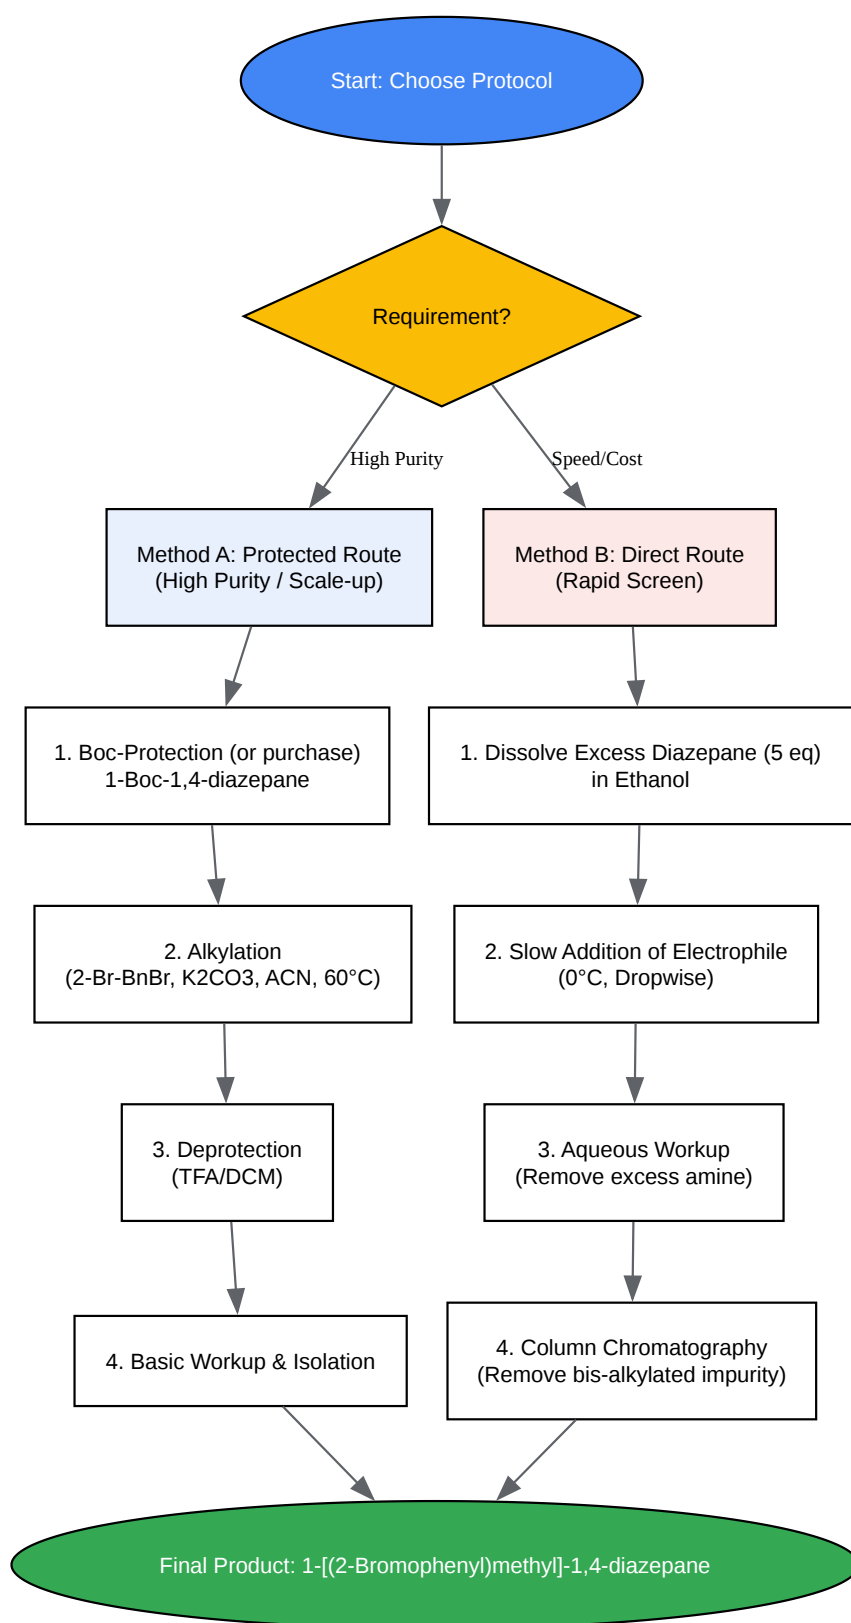 Start: Choose Protocol
Requirement?
High Purity
Speed/Cost
Method A: Protected Route
(High Purity / Scale-up)
Method B: Direct Route
(Rapid Screen)
1. Boc-Protection (or purchase)
1-Boc-1,4-diazepane
1. Dissolve Excess Diazepane (5 eq)
in Ethanol
2. Alkylation
(2-Br-BnBr, K2CO3, ACN, 60°C)
2. Slow Addition of Electrophile
(0°C, Dropwise)
3. Deprotection
(TFA/DCM)
3. Aqueous Workup
(Remove excess amine)
4. Basic Workup & Isolation
4. Column Chromatography
(Remove bis-alkylated impurity)
Final Product: 1-[(2-Bromophenyl)methyl]-1,4-diazepane